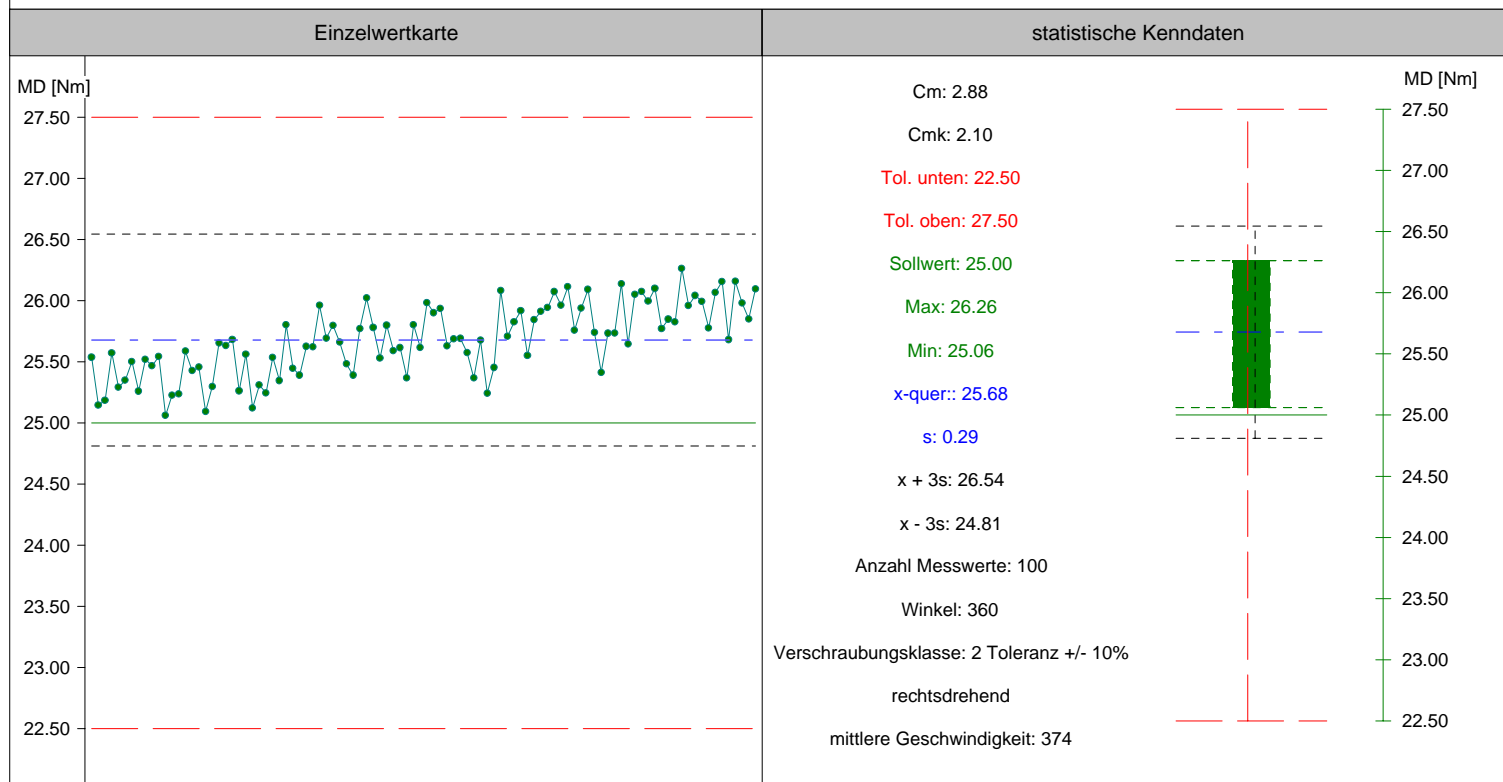 Einzelwertkarte
statistische Kenndaten
MD [Nm]
27.50
27.00
26.50
26.00
25.50
25.00
24.50
24.00
23.50
23.00
22.50
Cm: 2.88
Cmk: 2.10
Tol. unten: 22.50
Tol. oben: 27.50
Sollwert: 25.00
Max: 26.26
Min: 25.06
x-quer:: 25.68
s: 0.29
x + 3s: 26.54
x - 3s: 24.81
Anzahl Messwerte: 100
Winkel: 360
Verschraubungsklasse: 2 Toleranz +/- 10%
rechtsdrehend
mittlere Geschwindigkeit: 374
MD [Nm]
27.50
27.00
26.50
26.00
25.50
25.00
24.50
24.00
23.50
23.00
22.50